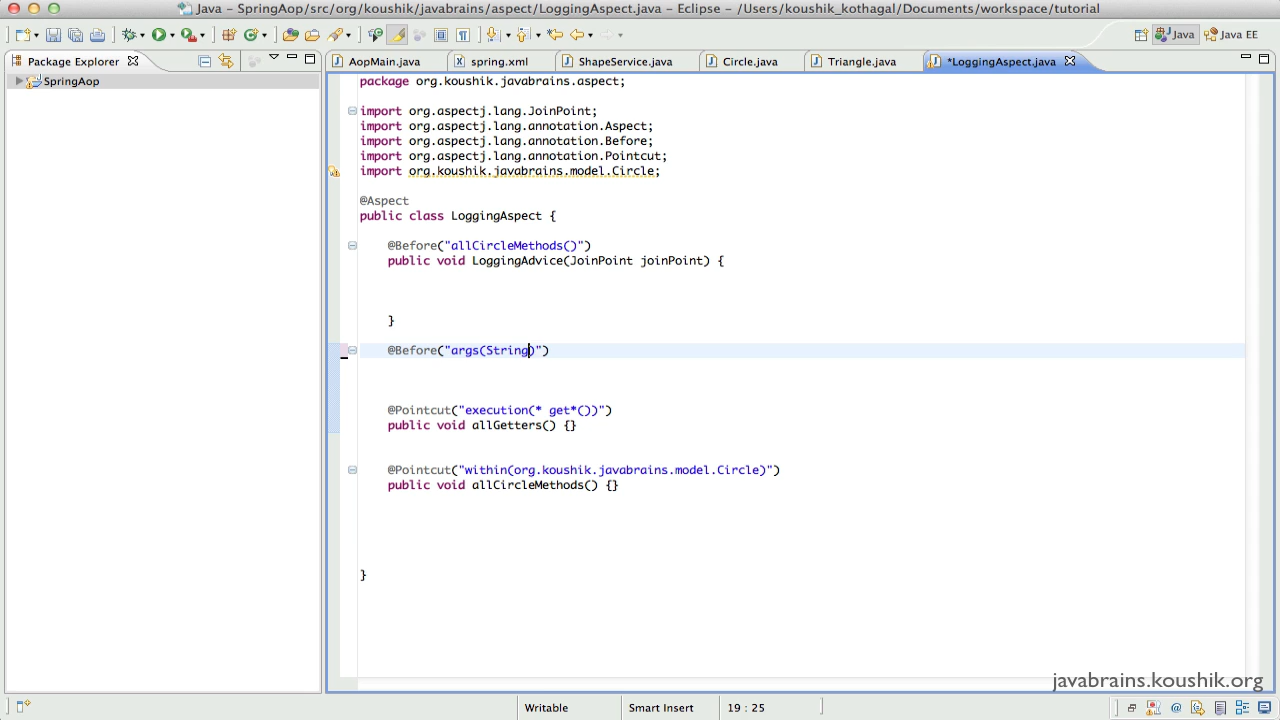 Java - SpringAop/src/org/koushik/javabrains/aspect/LoggingAspect.java - Eclipse - /Users/koushik_kothagal/Documents/workspace/tutorial
Java
Java EE
Package Explorer
SpringAop
AopMain.java
spring.xml
ShapeService.java
Circle.java
Triangle.java
*LoggingAspect.java
package org.koushik.javabrains.aspect;
import org.aspectj.lang.JoinPoint;
import org.aspectj.lang.annotation.Aspect;
import org.aspectj.lang.annotation.Before;
import org.aspectj.lang.annotation.Pointcut;
import org.koushik.javabrains.model.Circle;
@Aspect
public class LoggingAspect {
@Before("allCircleMethods()")
public void LoggingAdvice(JoinPoint joinPoint) {
}
@Before("args(String)")
@Pointcut("execution(* get*())")
public void allGetters() {}
@Pointcut("within(org.koushik.javabrains.model.Circle)")
public void allCircleMethods() {}
}
javabrains.koushik.org
Writable
Smart Insert
19 : 25